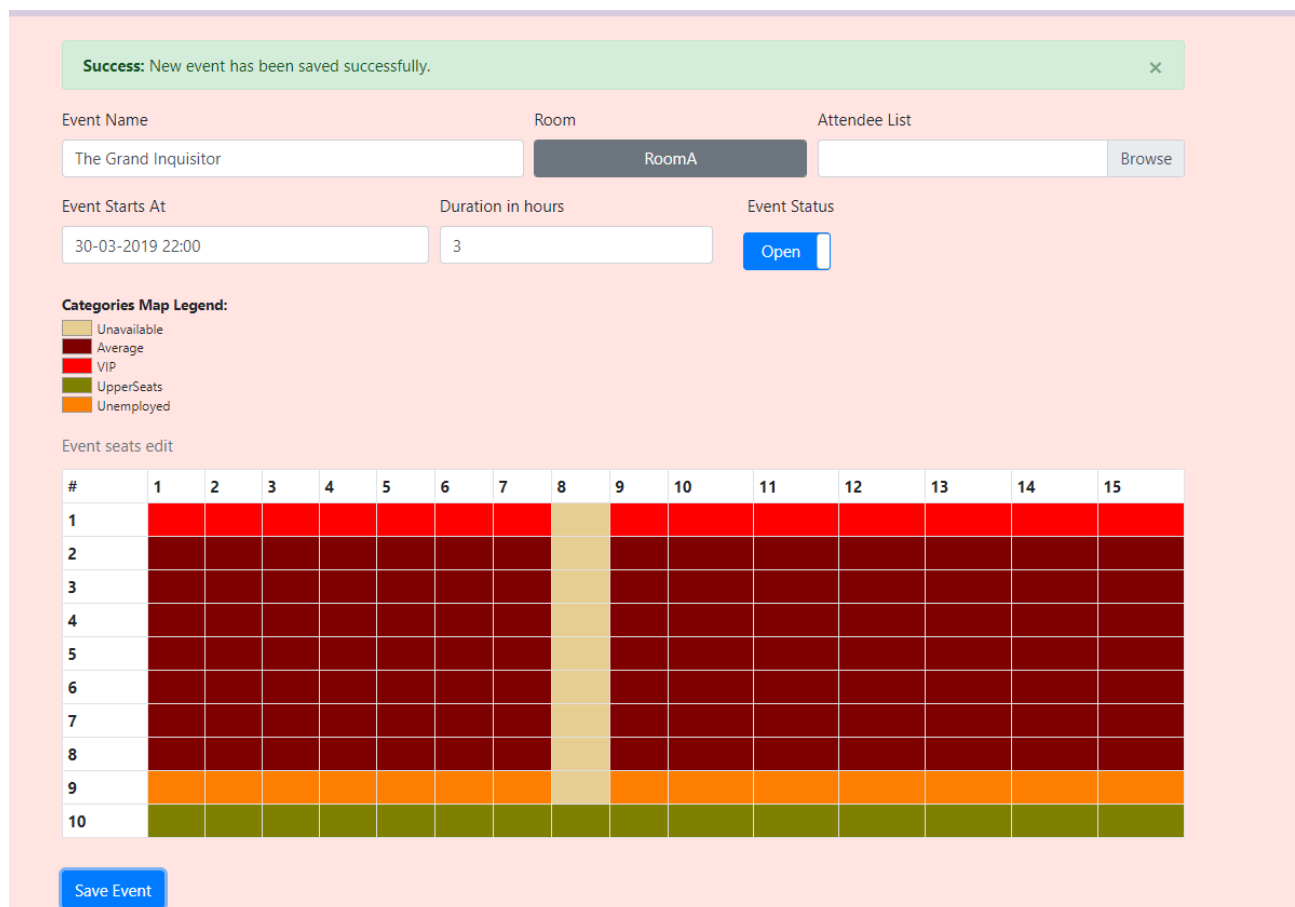 Success: New event has been saved successfully. ×
Event Name Room Attendee List
The Grand Inquisitor RoomA Browse
Event Starts At Duration in hours Event Status
30-03-2019 22:00 3 Open
Categories Map Legend:
Unavailable
Average
VIP
UpperSeats
Unemployed
Event seats edit
# 1 2 3 4 5 6 7 8 9 10 11 12 13 14 15
1
2
3
4
5
6
7
8
9
10
Save Event